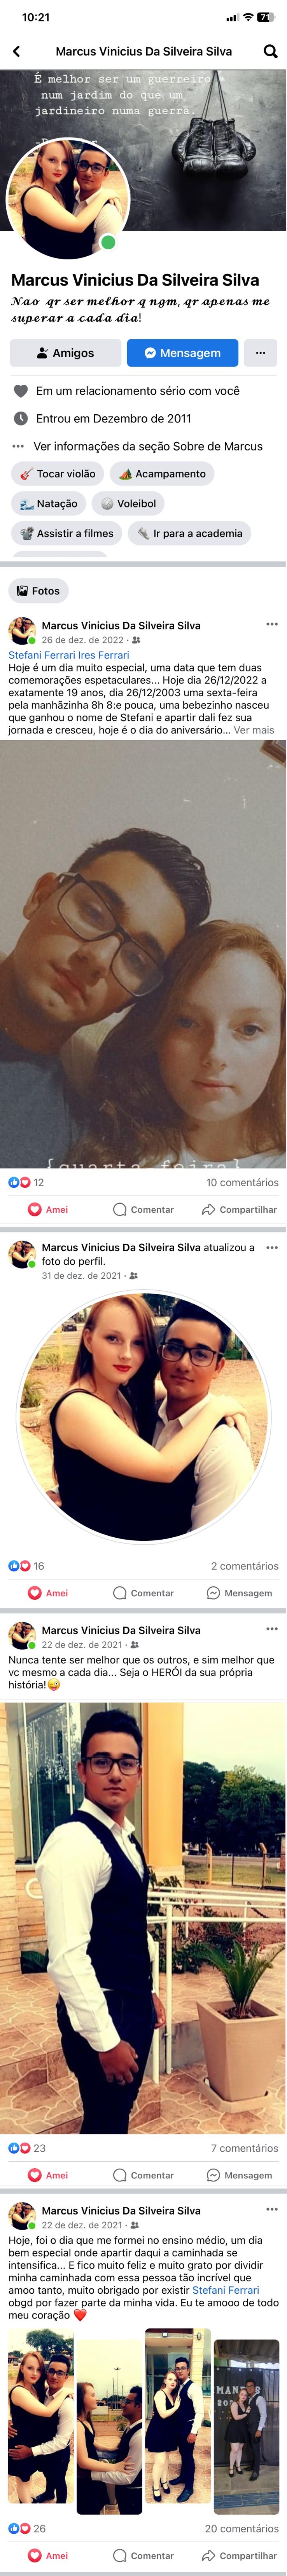 10:21
71
Marcus Vinicius Da Silveira Silva
É melhor ser um guerreiro
num jardim do que um
jardineiro numa guerra.
Marcus Vinicius Da Silveira Silva
Nao qr ser melhor q ngm, qr apenas me
superar a cada dia!
Amigos
Mensagem
Em um relacionamento sério com você
Entrou em Dezembro de 2011
Ver informações da seção Sobre de Marcus
Tocar violão
Acampamento
Natação
Voleibol
Assistir a filmes
Ir para a academia
Fotos
Marcus Vinicius Da Silveira Silva
26 de dez. de 2022 ·
Stefani Ferrari Ires Ferrari
Hoje é um dia muito especial, uma data que tem duas
comemorações espetaculares... Hoje dia 26/12/2022 a
exatamente 19 anos, dia 26/12/2003 uma sexta-feira
pela manhãzinha 8h 8:e pouca, uma bebezinho nasceu
que ganhou o nome de Stefani e apartir dali fez sua
jornada e cresceu, hoje é o dia do aniversário... Ver mais
{quarta-feira}
12
10 comentários
Amei
Comentar
Compartilhar
Marcus Vinicius Da Silveira Silva atualizou a
foto do perfil.
31 de dez. de 2021 ·
16
2 comentários
Amei
Comentar
Mensagem
Marcus Vinicius Da Silveira Silva
22 de dez. de 2021 ·
Nunca tente ser melhor que os outros, e sim melhor que
vc mesmo a cada dia... Seja o HERÓI da sua própria
história!😜
23
7 comentários
Amei
Comentar
Mensagem
Marcus Vinicius Da Silveira Silva
22 de dez. de 2021 ·
Hoje, foi o dia que me formei no ensino médio, um dia
bem especial onde apartir daqui a caminhada se
intensifica... E fico muito feliz e muito grato por dividir
minha caminhada com essa pessoa tão incrível que
amo tanto, muito obrigado por existir Stefani Ferrari
obgd por fazer parte da minha vida. Eu te amooo de todo
meu coração ❤️
26
20 comentários
Amei
Comentar
Compartilhar